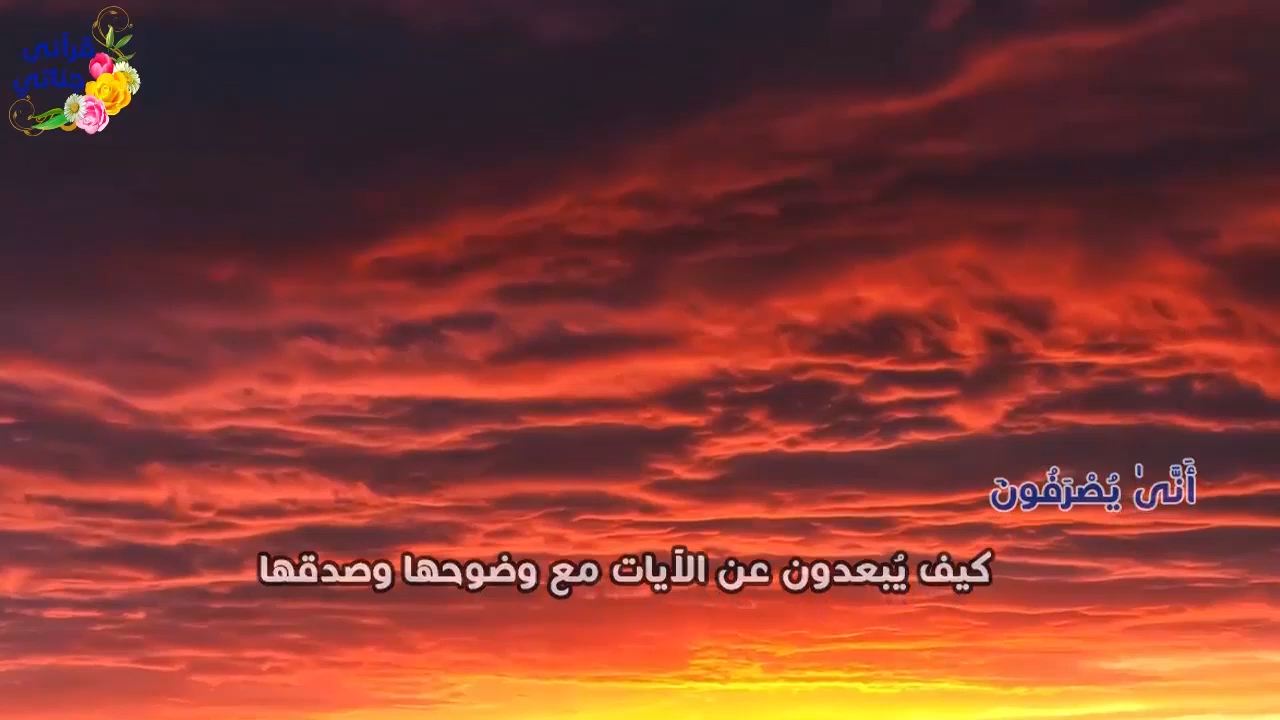 قرآني
جناتي
أَنَّىٰ يُصْرَفُونَ
كيف يُبعدون عن الآيات مع وضوحها وصدقها